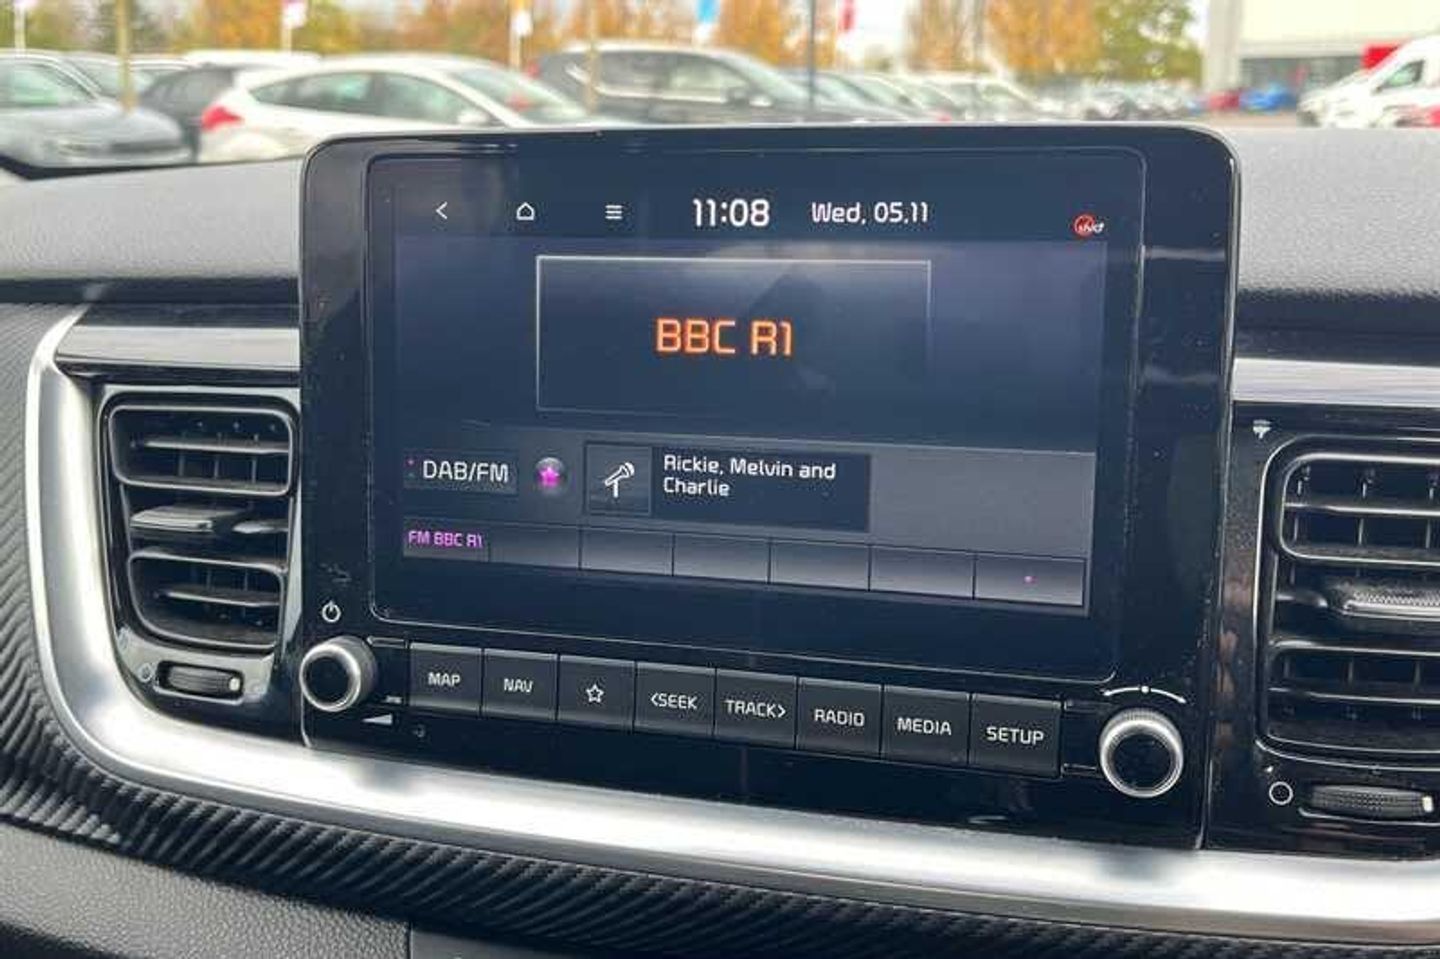 11:08 Wed, 05.11
BBC R1
DAB/FM
Rickie, Melvin and
Charlie
FM BBC R1
MAP NAV <SEEK TRACK> RADIO MEDIA SETUP